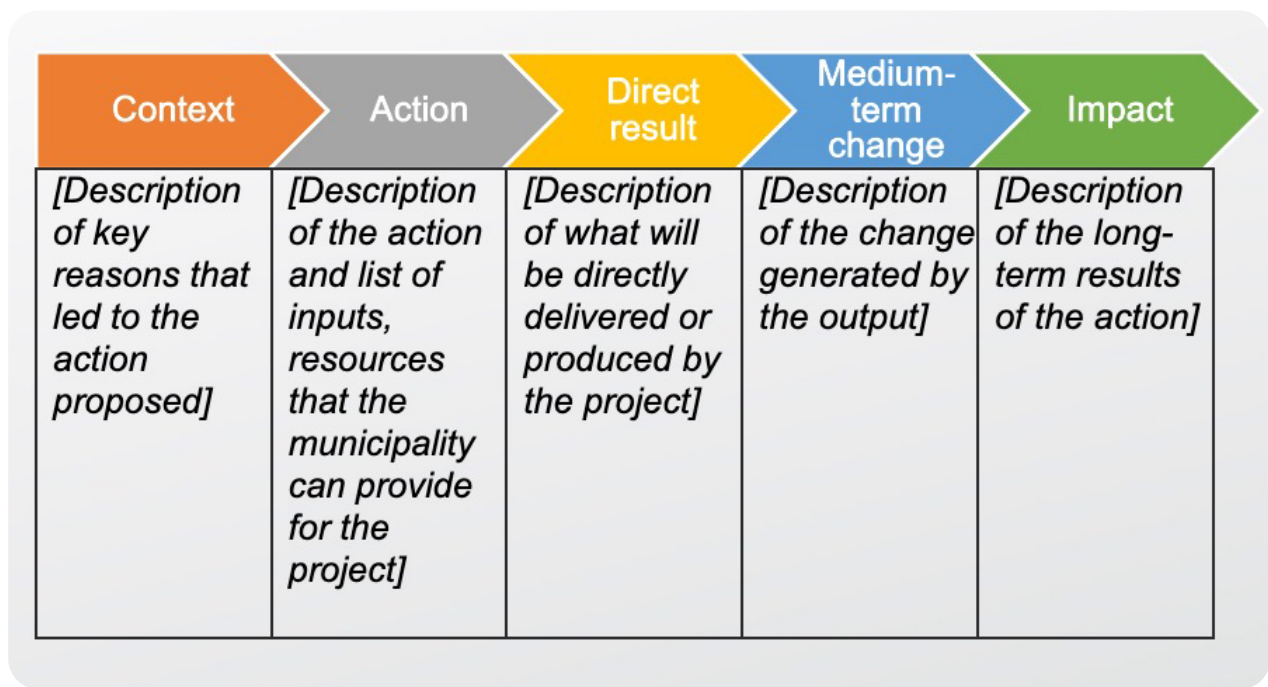 Context
Action
Direct
result
Medium-
term
change
Impact
[Description
of key
reasons that
led to the
action
proposed]
[Description
of the action
and list of
inputs,
resources
that the
municipality
can provide
for the
project]
[Description
of what will
be directly
delivered or
produced by
the project]
[Description
of the change
generated by
the output]
[Description
of the long-
term results
of the action]